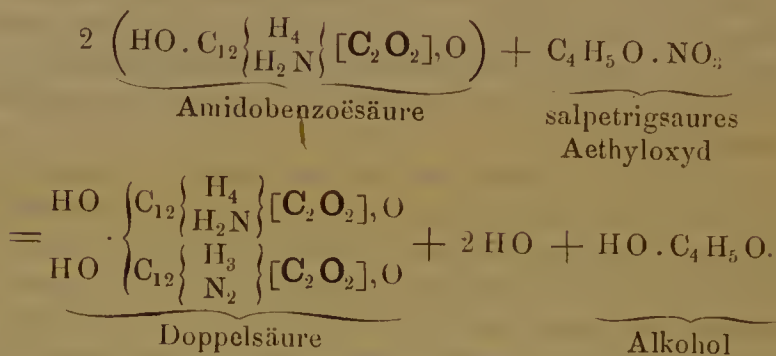 2 (HO . C₁₂{H₄ H₂N}[C₂O₂],O) + C₄H₅O . NO₃
Amidobenzoësäure
salpetrigsaures
Aethyloxyd
= HO HO . {C₁₂{H₄ H₂N}[C₂O₂],O C₁₂{H₃ N₂}[C₂O₂],O + 2 HO + HO . C₄H₅O.
Doppelsäure
Alkohol